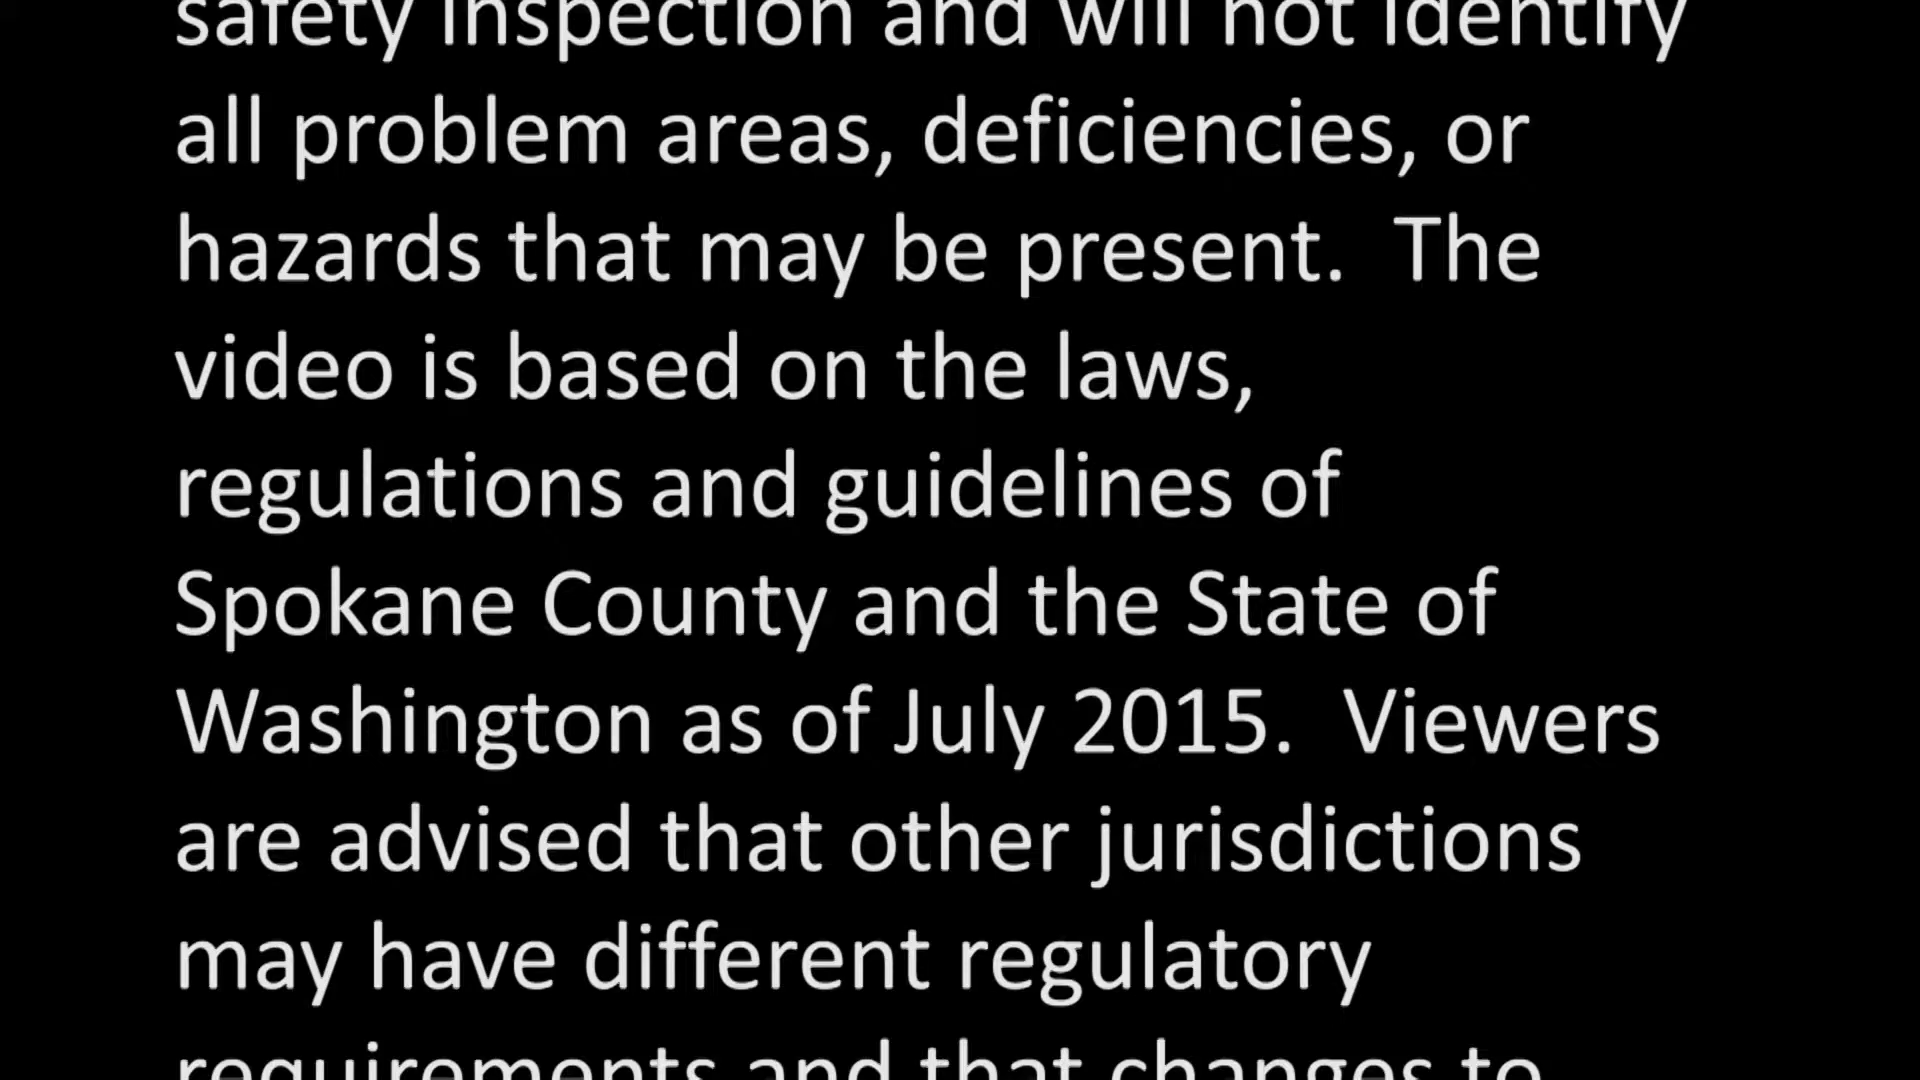 safety inspection and will not identify
all problem areas, deficiencies, or
hazards that may be present.  The
video is based on the laws,
regulations and guidelines of
Spokane County and the State of
Washington as of July 2015.  Viewers
are advised that other jurisdictions
may have different regulatory
requirements and that changes to